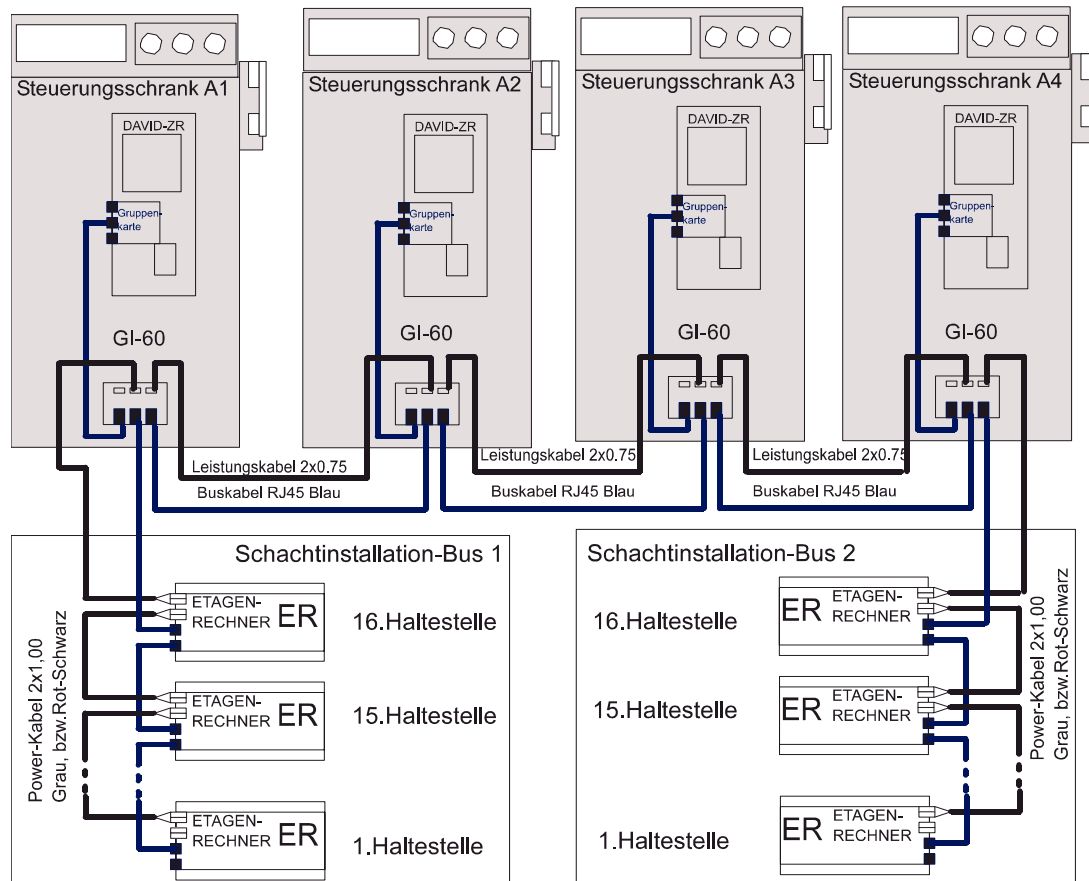 Steuerungsschrank A1
Steuerungsschrank A2
Steuerungsschrank A3
Steuerungsschrank A4
DAVID-ZR
DAVID-ZR
DAVID-ZR
DAVID-ZR
Gruppen-
karte
Gruppen-
karte
Gruppen-
karte
Gruppen-
karte
GI-60
GI-60
GI-60
GI-60
Leistungskabel 2x0.75
Leistungskabel 2x0.75
Leistungskabel 2x0.75
Buskabel RJ45 Blau
Buskabel RJ45 Blau
Buskabel RJ45 Blau
Schachtinstallation-Bus 1
ETAGEN-
RECHNER
ER
16.Haltestelle
ETAGEN-
RECHNER
ER
15.Haltestelle
ETAGEN-
RECHNER
ER
1.Haltestelle
Power-Kabel 2x1,00
Grau, bzw.Rot-Schwarz
Schachtinstallation-Bus 2
16.Haltestelle
ER
ETAGEN-
RECHNER
15.Haltestelle
ER
ETAGEN-
RECHNER
1.Haltestelle
ER
ETAGEN-
RECHNER
Power-Kabel 2x1,00
Grau, bzw.Rot-Schwarz